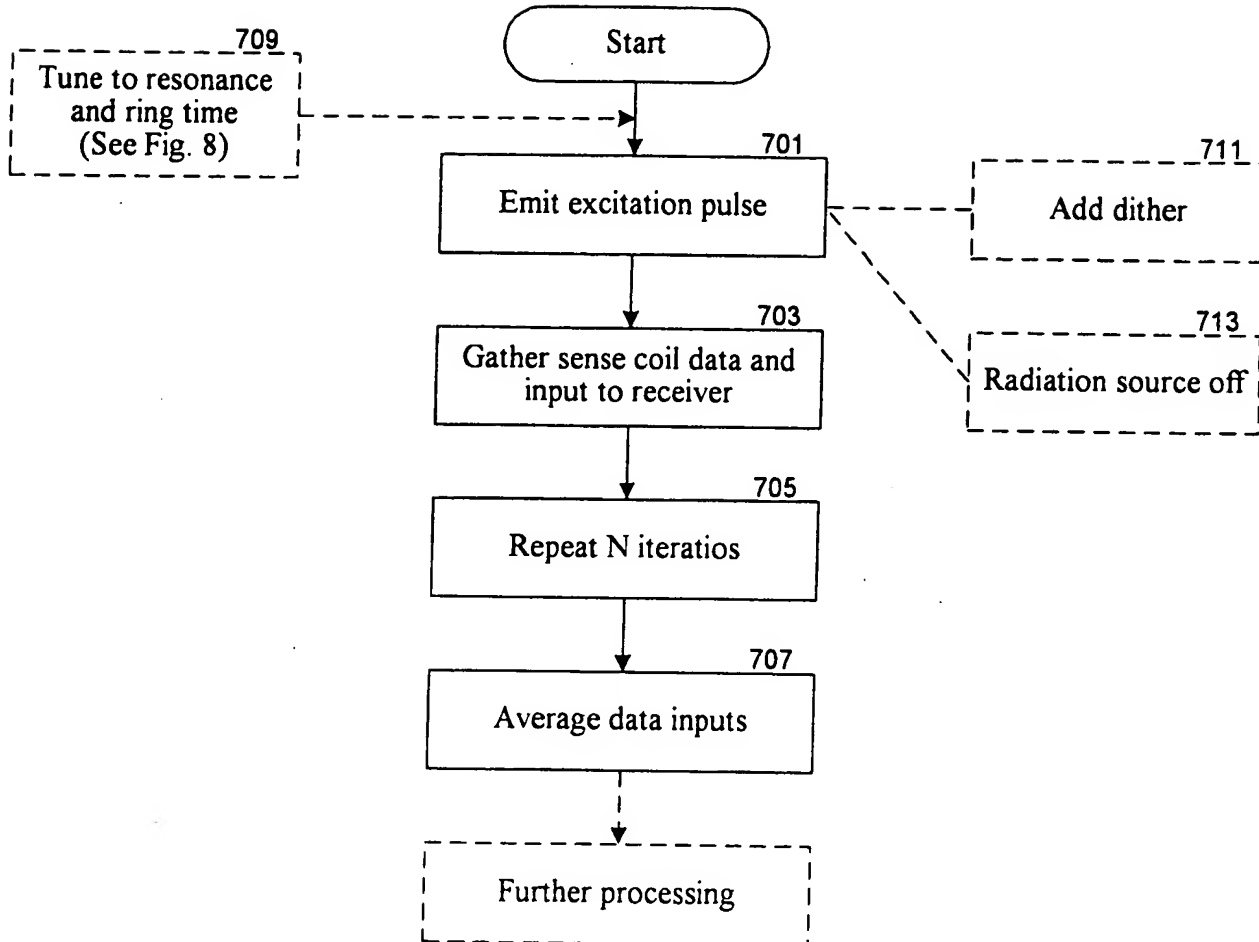 Start
709
Tune to resonance
and ring time
(See Fig. 8)
701
Emit excitation pulse
711
Add dither
703
Gather sense coil data and
input to receiver
713
Radiation source off
705
Repeat N iteratios
707
Average data inputs
Further processing